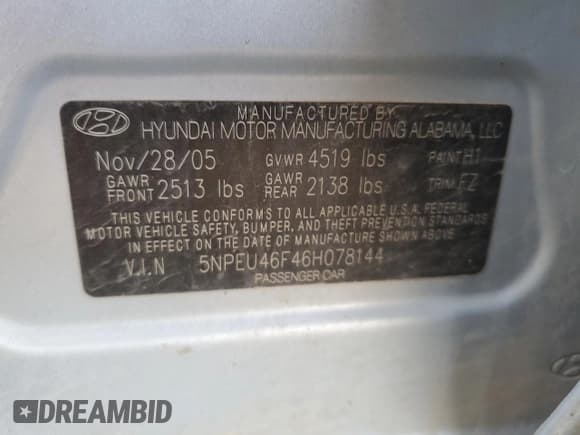 MANUFACTURED BY
HYUNDAI MOTOR MANUFACTURING ALABAMA, LLC
Nov/28/05 GVWR 4519 lbs PAINT H1
GAWR FRONT 2513 lbs GAWR REAR 2138 lbs TRIM FZ
THIS VEHICLE CONFORMS TO ALL APPLICABLE U.S.A. FEDERAL
MOTOR VEHICLE SAFETY, BUMPER, AND THEFT PREVENTION STANDARDS
IN EFFECT ON THE DATE OF MANUFACTURE SHOWN ABOVE.
V.I.N 5NPEU46F46H078144
PASSENGER CAR
DREAMBID